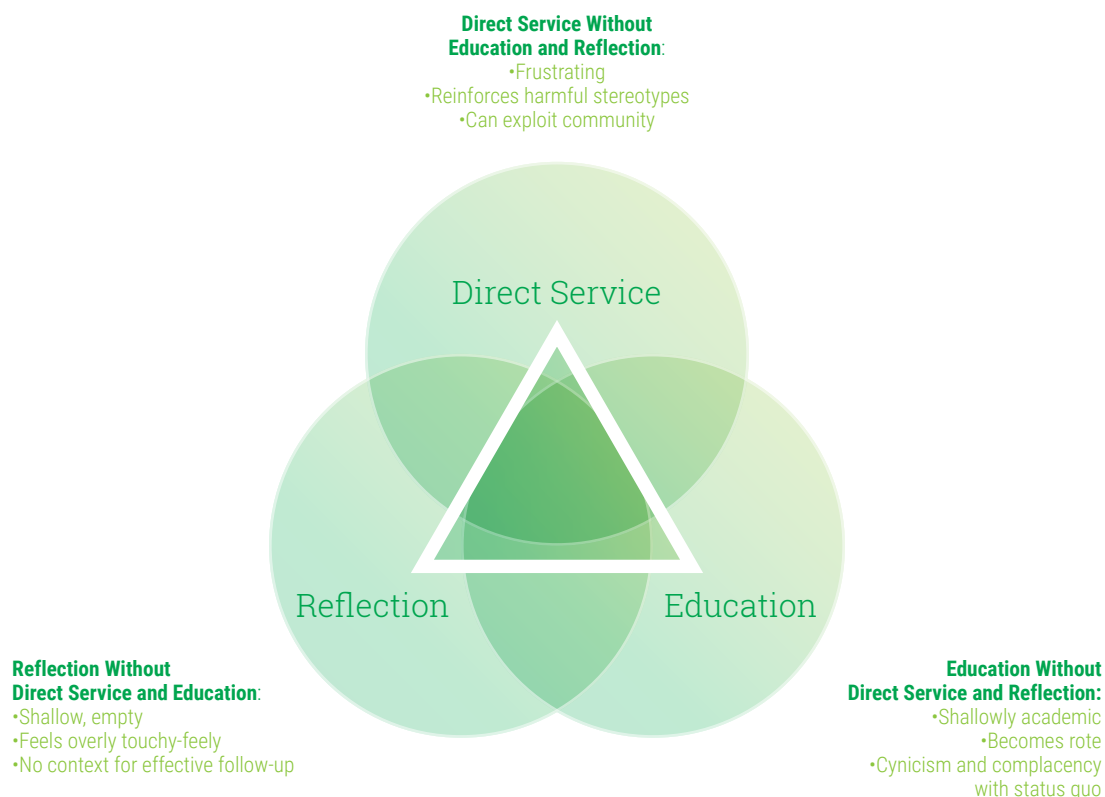 Direct Service Without
Education and Reflection:
•Frustrating
•Reinforces harmful stereotypes
•Can exploit community
Direct Service
Reflection
Education
Reflection Without
Direct Service and Education:
•Shallow, empty
•Feels overly touchy-feely
•No context for effective follow-up
Education Without
Direct Service and Reflection:
•Shallowly academic
•Becomes rote
•Cynicism and complacency
with status quo